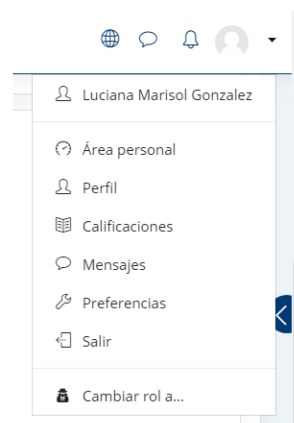 Luciana Marisol Gonzalez
Área personal
Perfil
Calificaciones
Mensajes
Preferencias
Salir
Cambiar rol a...